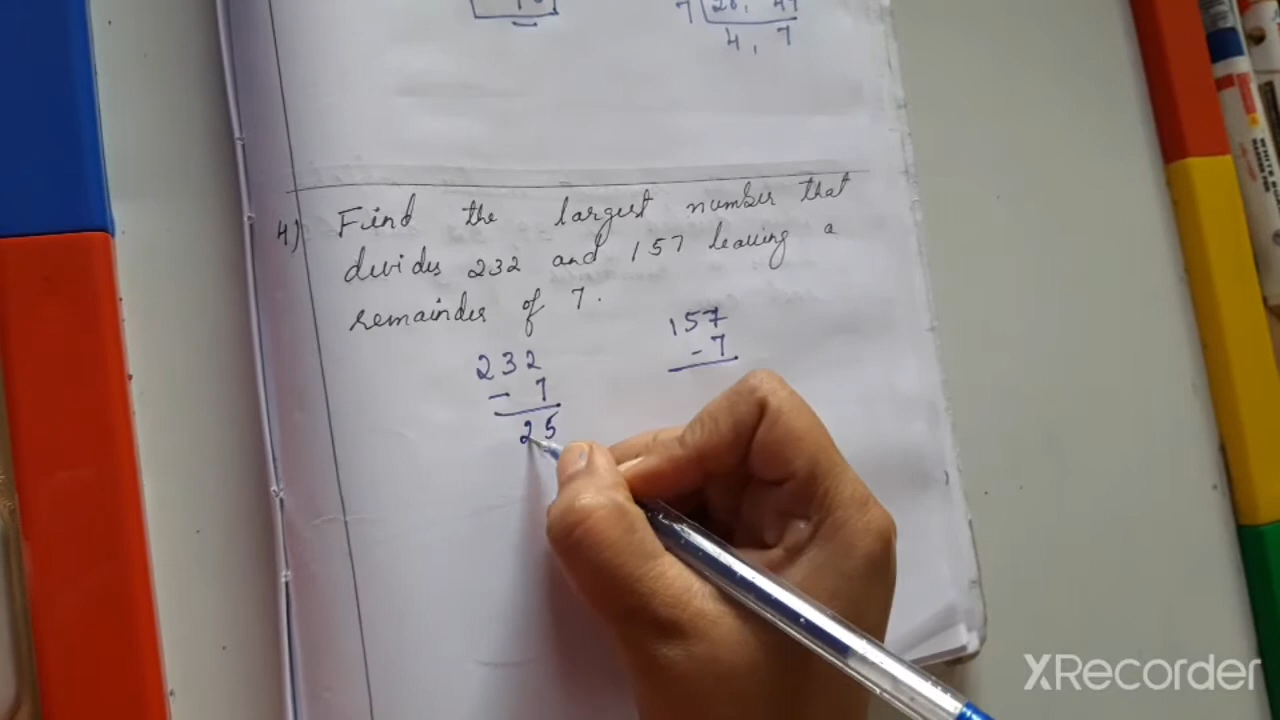 4, 7
4) Find the largest number that
divides 232 and 157 leaving a
remainder of 7.
232
- 7
25
157
- 7
XRecorder